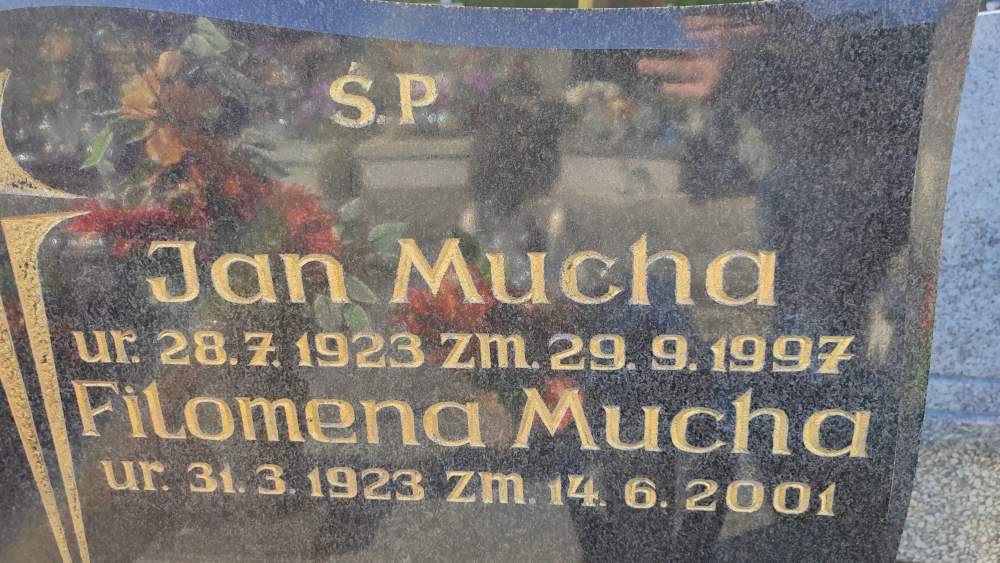 Ś.P.
Jan Mucha
ur. 28.7.1923 zm. 29.9.1997
Filomena Mucha
ur. 31.3.1923 zm. 14.6.2001